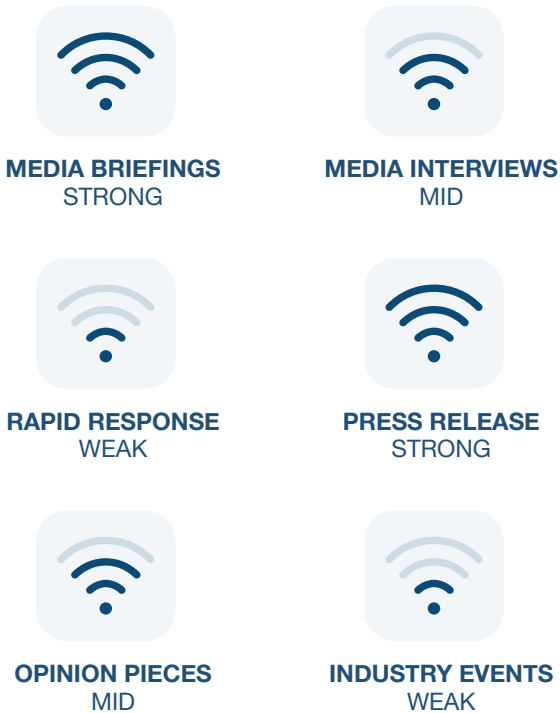 MEDIA BRIEFINGS
STRONG
MEDIA INTERVIEWS
MID
RAPID RESPONSE
WEAK
PRESS RELEASE
STRONG
OPINION PIECES
MID
INDUSTRY EVENTS
WEAK